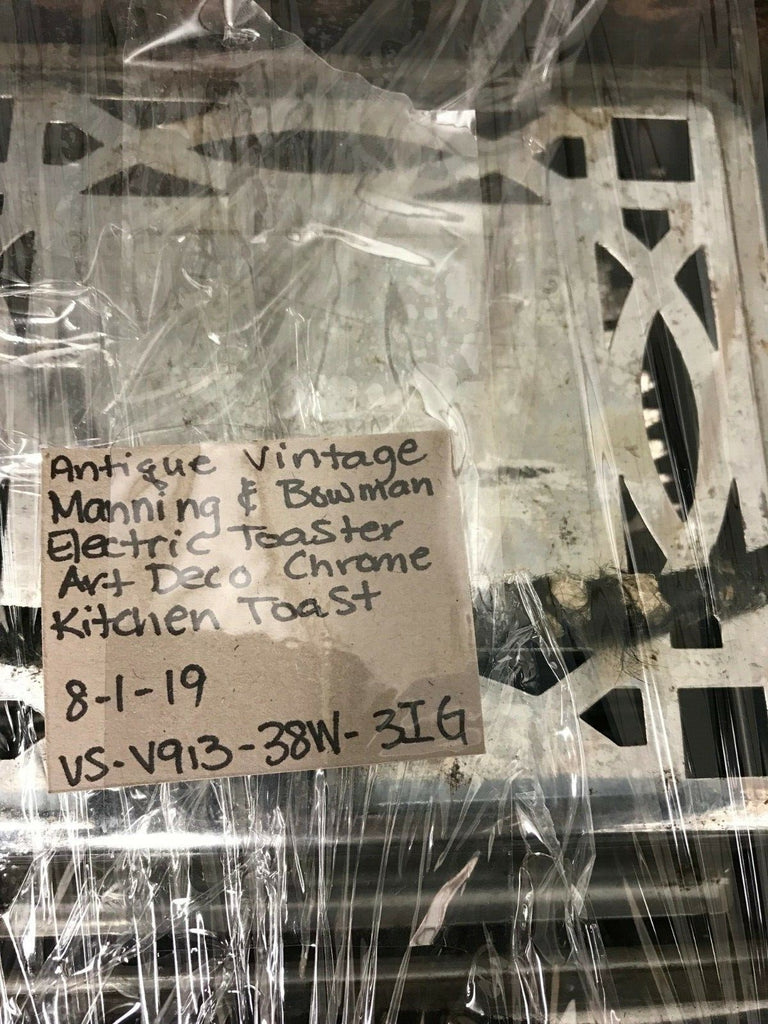 Antique Vintage
Manning & Bowman
Electric Toaster
Art Deco Chrome
Kitchen Toast
8-1-19
VS-V913-38W-3IG